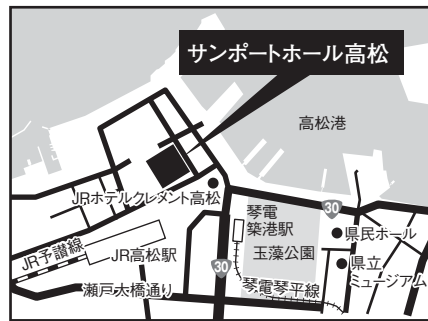 サンポートホール高松
高松港
JRホテルクレメント高松
30
琴電
築港駅
県民ホール
JR予讃線
JR高松駅
玉藻公園
県立
ミュージアム
30
瀬戸大橋通り
琴電琴平線